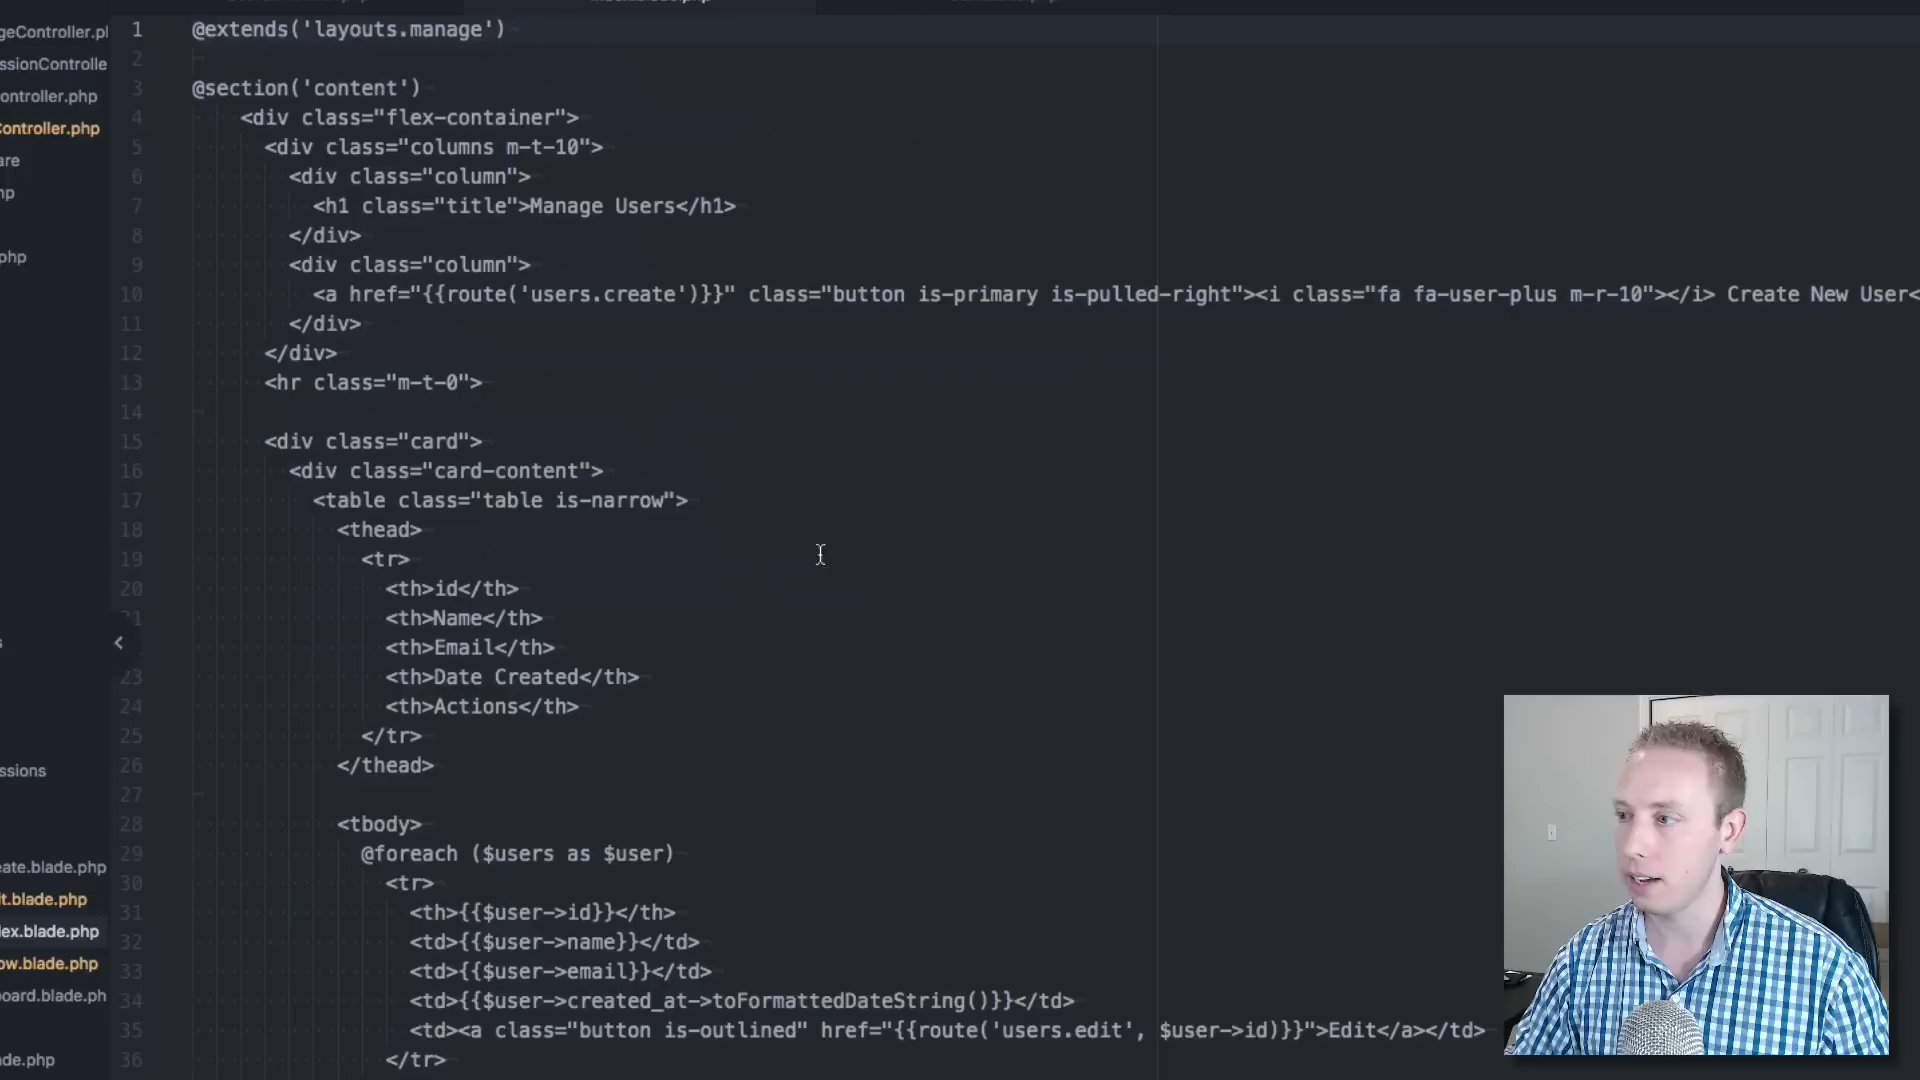 @extends('layouts.manage')
@section('content')
<div class="flex-container">
<div class="columns m-t-10">
<div class="column">
<h1 class="title">Manage Users</h1>
</div>
<div class="column">
<a href="{{route('users.create')}}" class="button is-primary is-pulled-right"><i class="fa fa-user-plus m-r-10"></i> Create New User<
</div>
</div>
<hr class="m-t-0">
<div class="card">
<div class="card-content">
<table class="table is-narrow">
<thead>
<tr>
<th>id</th>
<th>Name</th>
<th>Email</th>
<th>Date Created</th>
<th>Actions</th>
</tr>
</thead>
<tbody>
@foreach ($users as $user)
<tr>
<th>{{$user->id}}</th>
<td>{{$user->name}}</td>
<td>{{$user->email}}</td>
<td>{{$user->created_at->toFormattedDateString()}}</td>
<td><a class="button is-outlined" href="{{route('users.edit', $user->id)}}">Edit</a></td>
</tr>
geController.pl
ssionControlle
ontroller.php
Controller.php
are
np
php
s
ssions
eate.blade.php
it.blade.php
lex.blade.php
ow.blade.php
board.blade.ph
ade.php
1
2
3
4
5
6
7
8
9
10
11
12
13
14
15
16
17
18
19
20
23
24
25
26
27
28
29
30
31
32
33
34
35
36